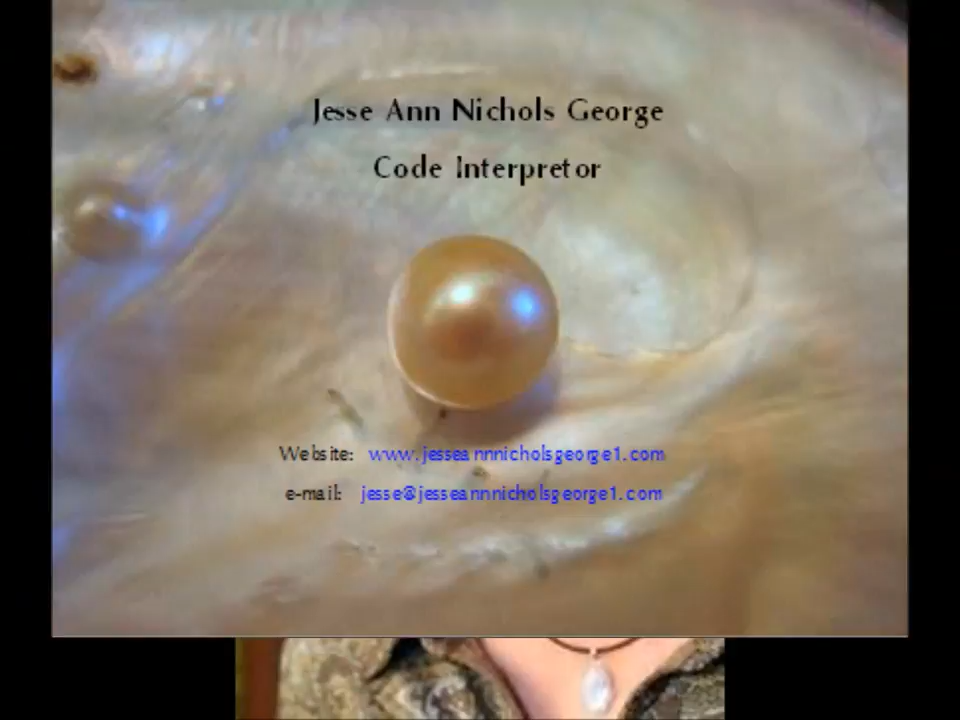 Jesse Ann Nichols George
Code Interpretor
Website: www.jesseannnicholsgeorge1.com
e-mail: jesse@jesseannnicholsgeorge1.com